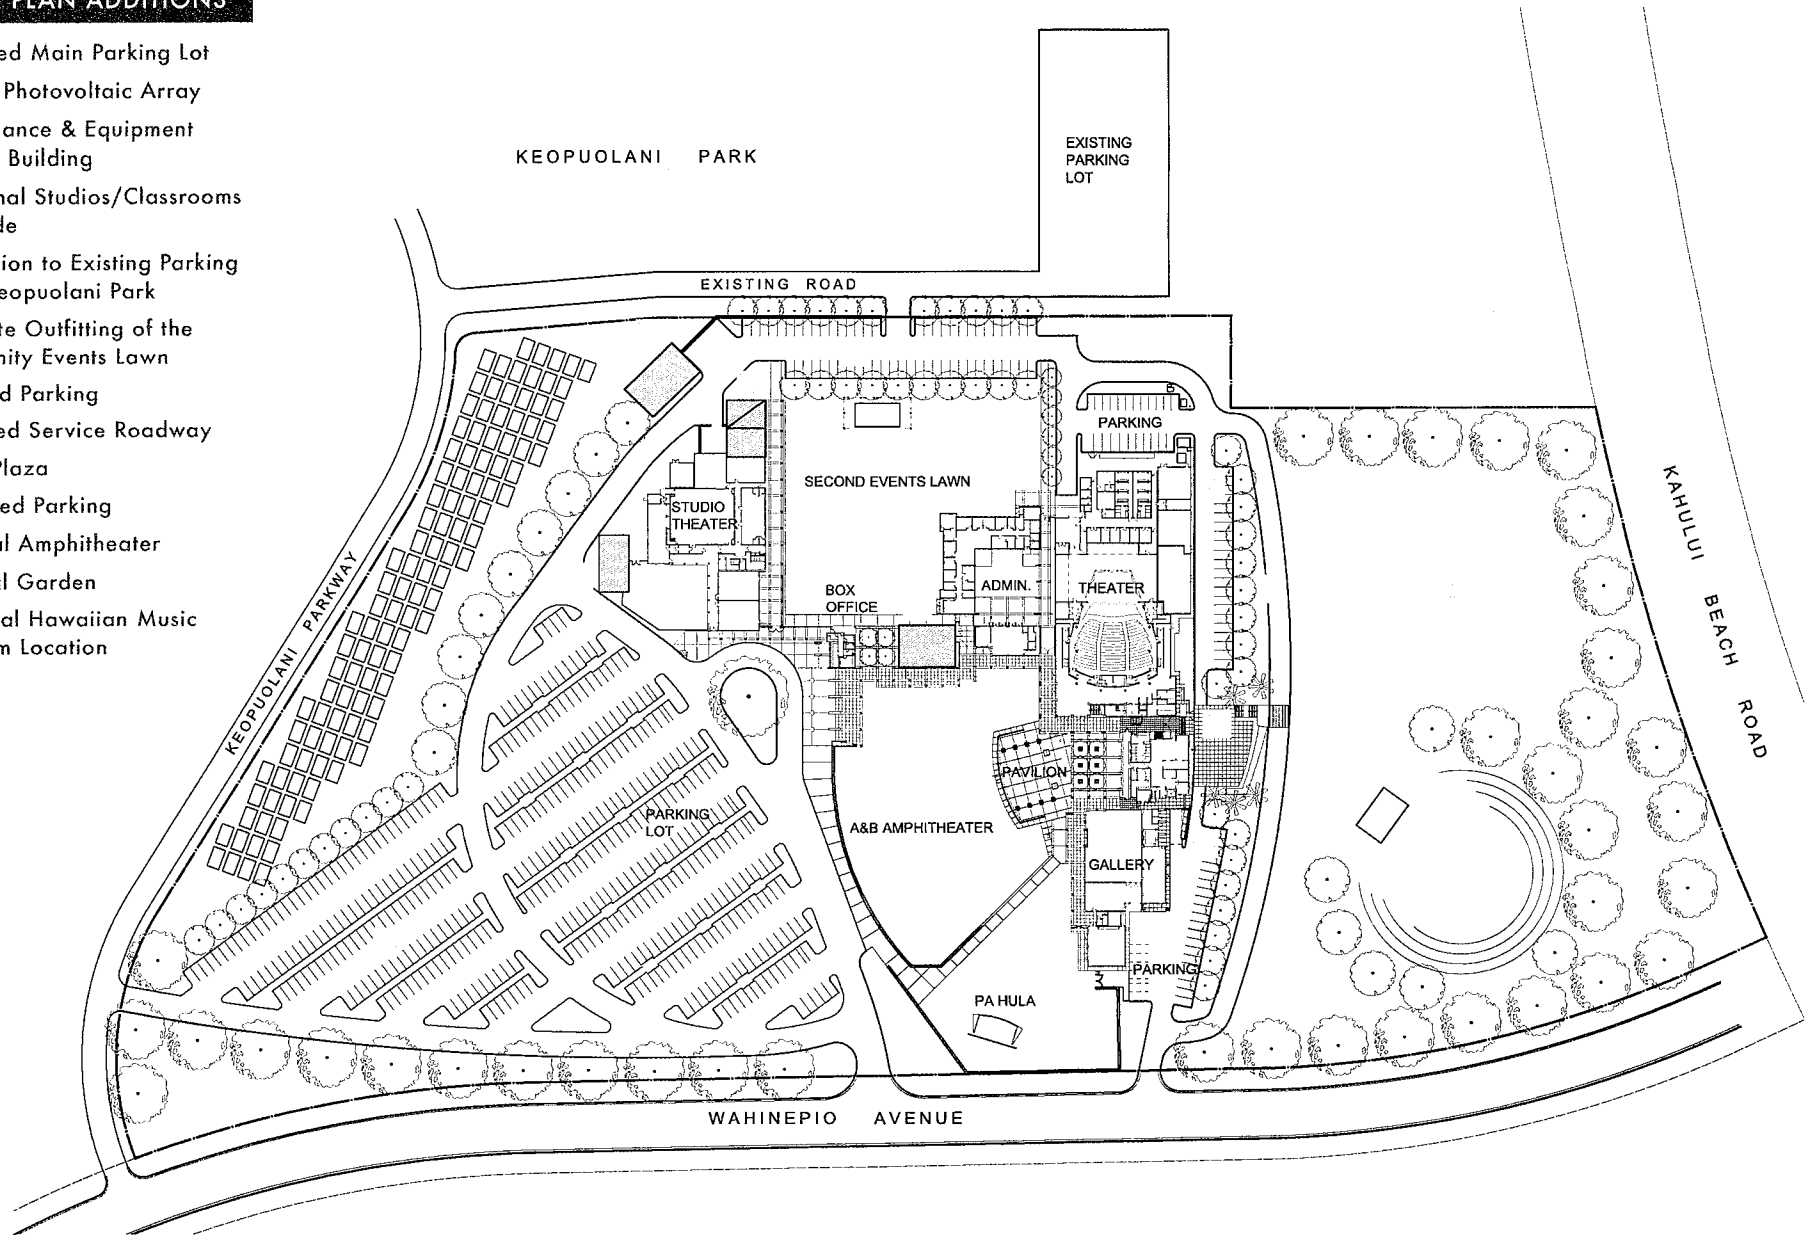 PLAN ADDITIONS
ed Main Parking Lot
Photovoltaic Array
ance & Equipment
Building
nal Studios/Classrooms
de
ion to Existing Parking
eopuolani Park
te Outfitting of the
nity Events Lawn
d Parking
ed Service Roadway
Plaza
ed Parking
al Amphitheater
al Garden
al Hawaiian Music
m Location
KEOPUOLANI PARK
EXISTING
PARKING
LOT
EXISTING ROAD
PARKING
SECOND EVENTS LAWN
STUDIO
THEATER
KAHULUI BEACH ROAD
KEOPUOLANI PARKWAY
BOX
OFFICE
ADMIN.
THEATER
PAVILION
PARKING
LOT
A&B AMPHITHEATER
GALLERY
PARKING
PA HULA
WAHINEPIO AVENUE